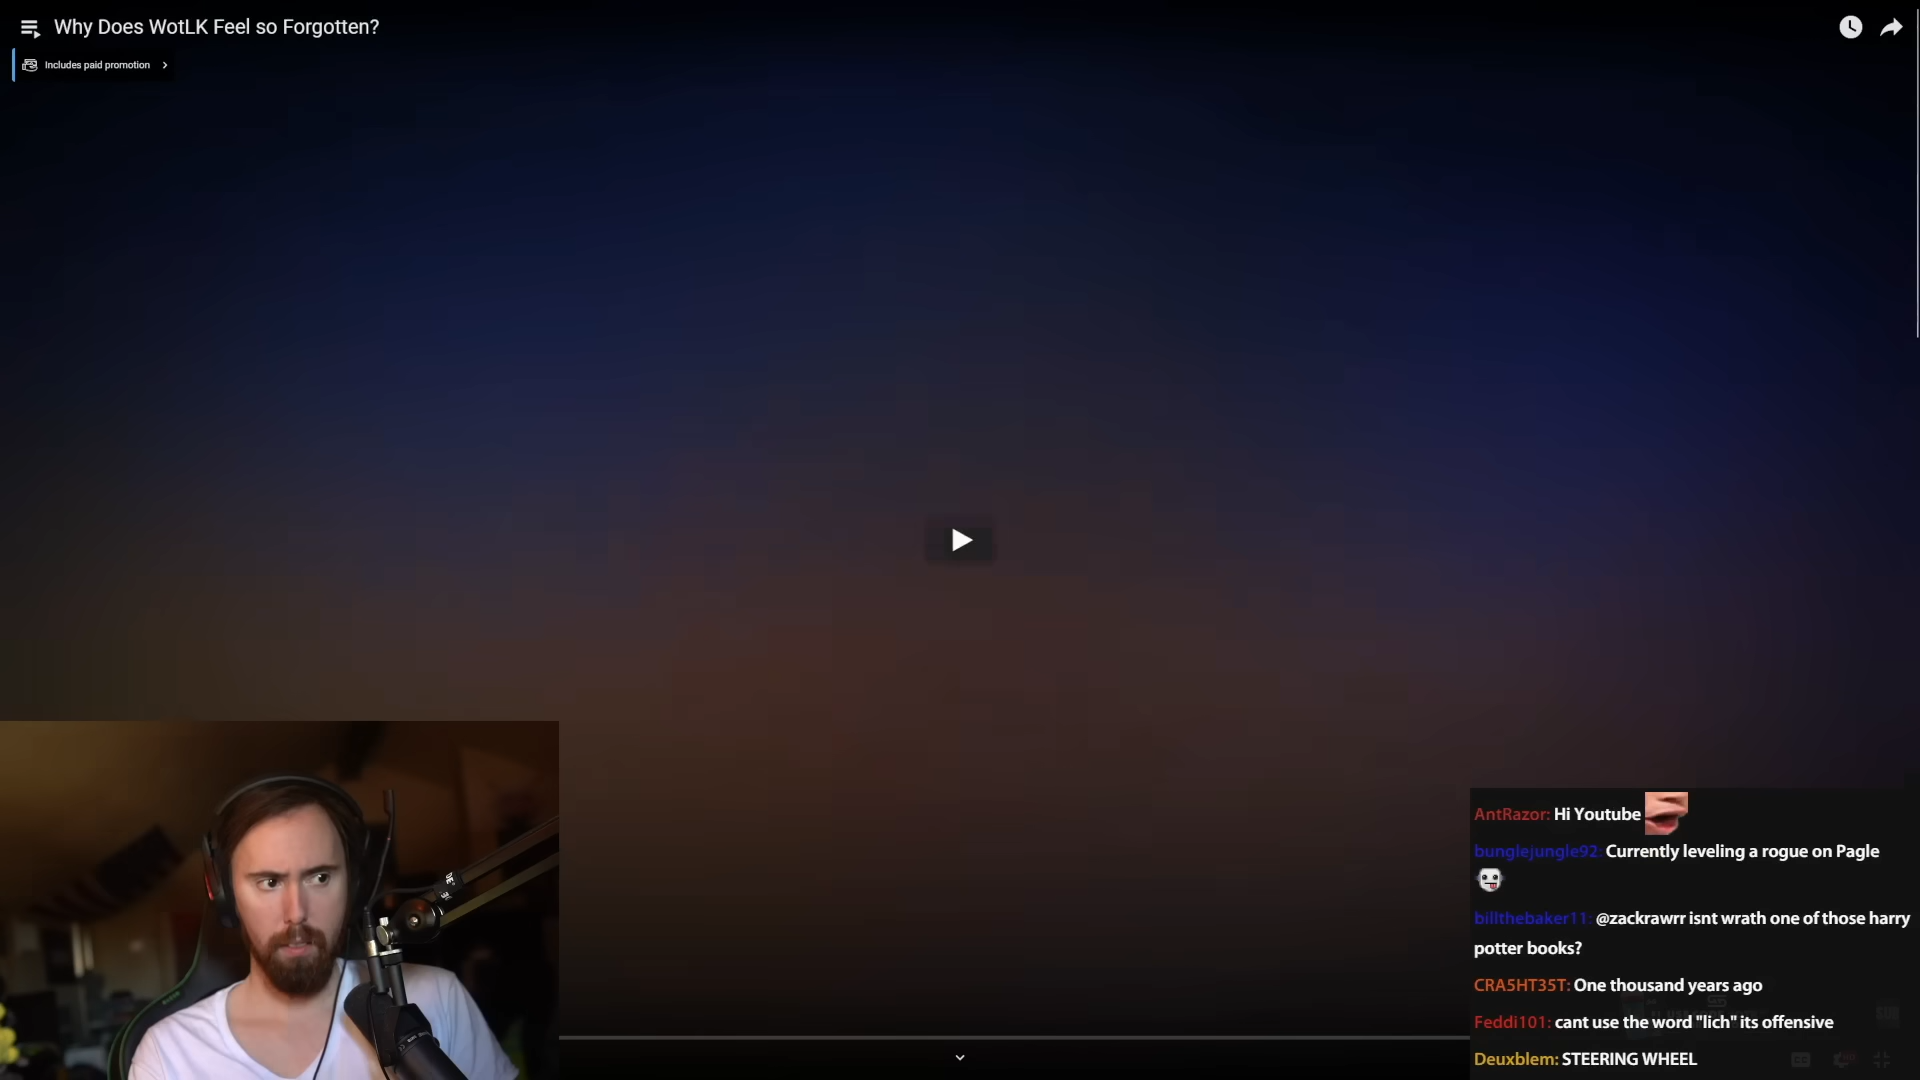 Why Does WotLK Feel so Forgotten?
Includes paid promotion
AntRazor: Hi Youtube
bunglejungle92: Currently leveling a rogue on Pagle
billthebaker11: @zackrawrr isnt wrath one of those harry
potter books?
CRA5HT35T: One thousand years ago
Feddi101: cant use the word "lich" its offensive
Deuxblem: STEERING WHEEL